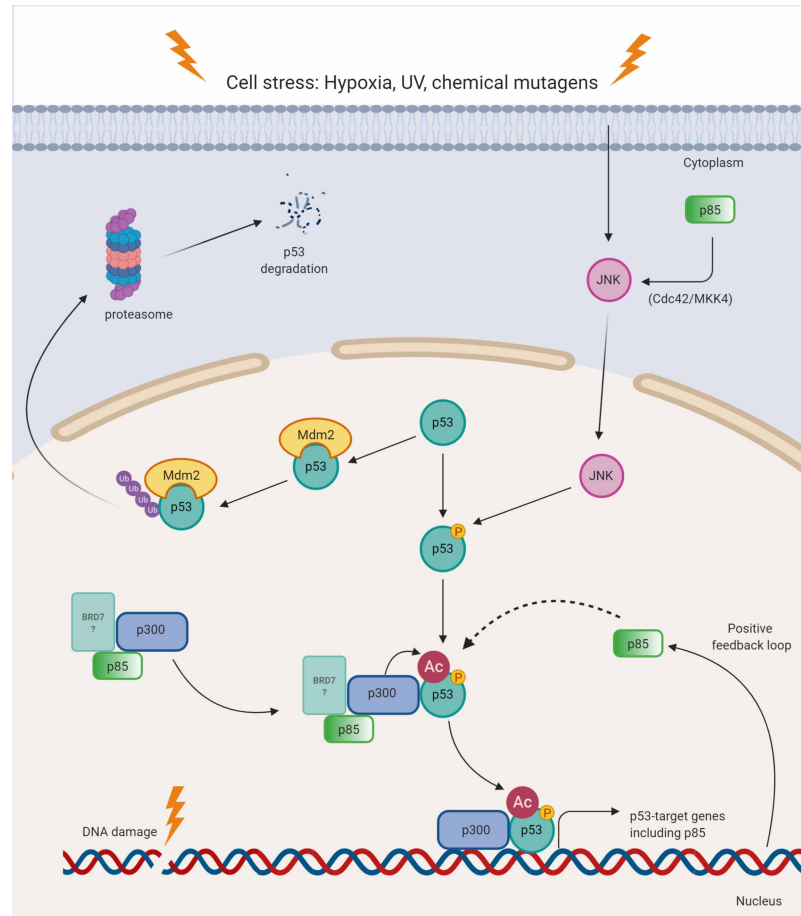 Cell stress: Hypoxia, UV, chemical mutagens
Cytoplasm
p85
p53
degradation
JNK
proteasome
(Cdc42/MKK4)
p53
Mdm2
p53
Mdm2
p53
Ub
Ub
Ub
Ub
JNK
P
p53
BRD7
?
p300
p85
Positive
feedback loop
p85
Ac
P
BRD7
?
p300
p53
p85
Ac
P
p300
p53
p53-target genes
including p85
DNA damage
Nucleus